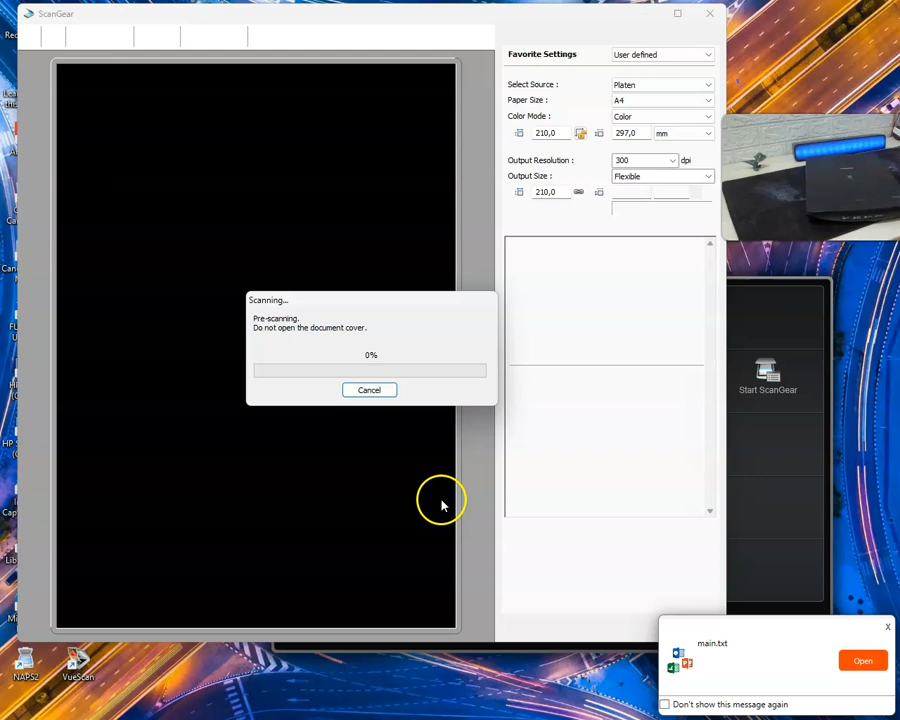 ScanGear
Favorite Settings
User defined
Select Source :
Platen
Paper Size :
A4
Color Mode :
Color
210,0
297,0
mm
Output Resolution :
300
dpi
Output Size :
Flexible
210,0
Scanning...
Pre-scanning.
Do not open the document cover.
0%
Cancel
Start ScanGear
main.txt
Open
Don't show this message again
NAPS2
VueScan